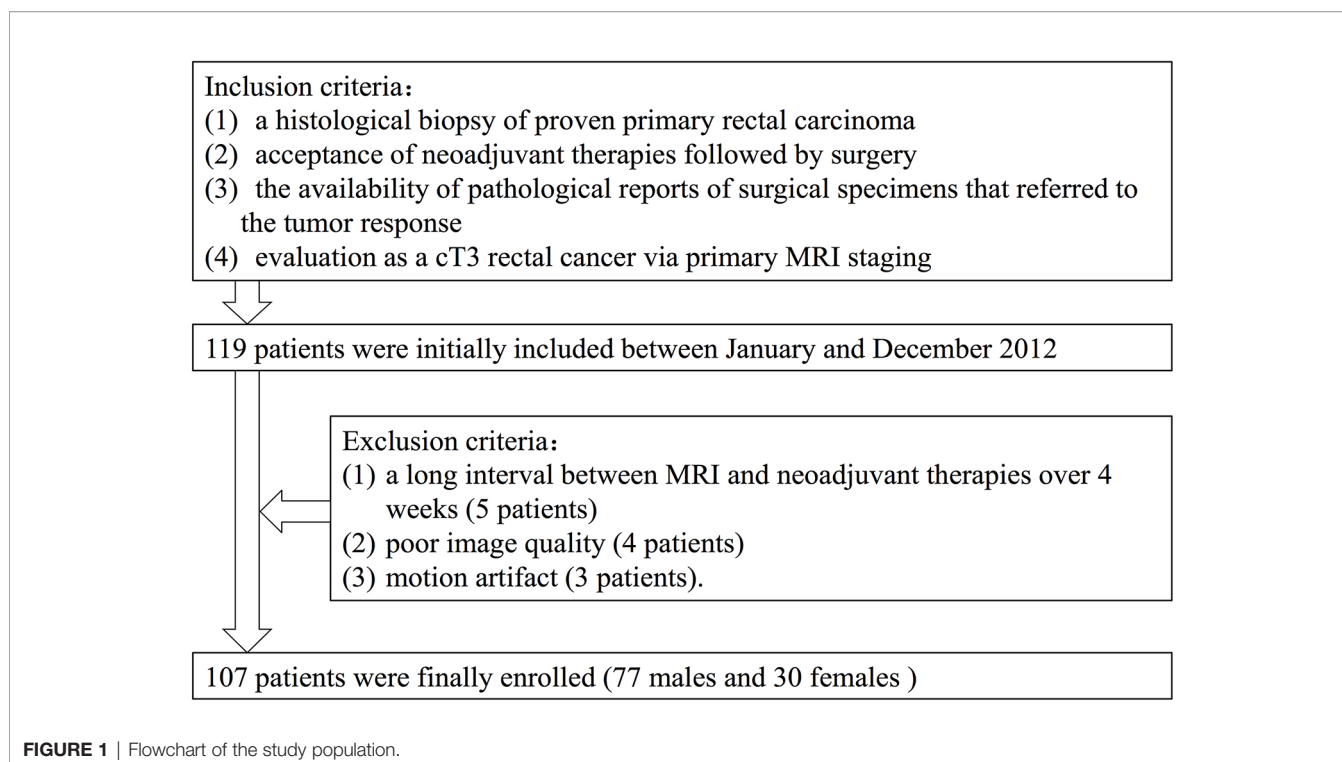 Inclusion criteria：
(1) a histological biopsy of proven primary rectal carcinoma
(2) acceptance of neoadjuvant therapies followed by surgery
(3) the availability of pathological reports of surgical specimens that referred to
the tumor response
(4) evaluation as a cT3 rectal cancer via primary MRI staging
119 patients were initially included between January and December 2012
Exclusion criteria：
(1) a long interval between MRI and neoadjuvant therapies over 4
weeks (5 patients)
(2) poor image quality (4 patients)
(3) motion artifact (3 patients).
107 patients were finally enrolled (77 males and 30 females )
FIGURE 1 | Flowchart of the study population.